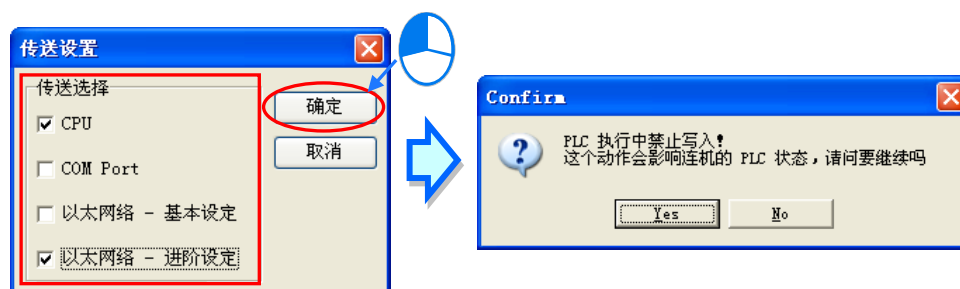 传送设置
传送选择
CPU
COM Port
以太网络 - 基本设定
以太网络 - 进阶设定
确定
取消
Confirm
PLC 执行中禁止写入!
这个动作会影响连机的 PLC 状态,请问要继续吗
Yes
No